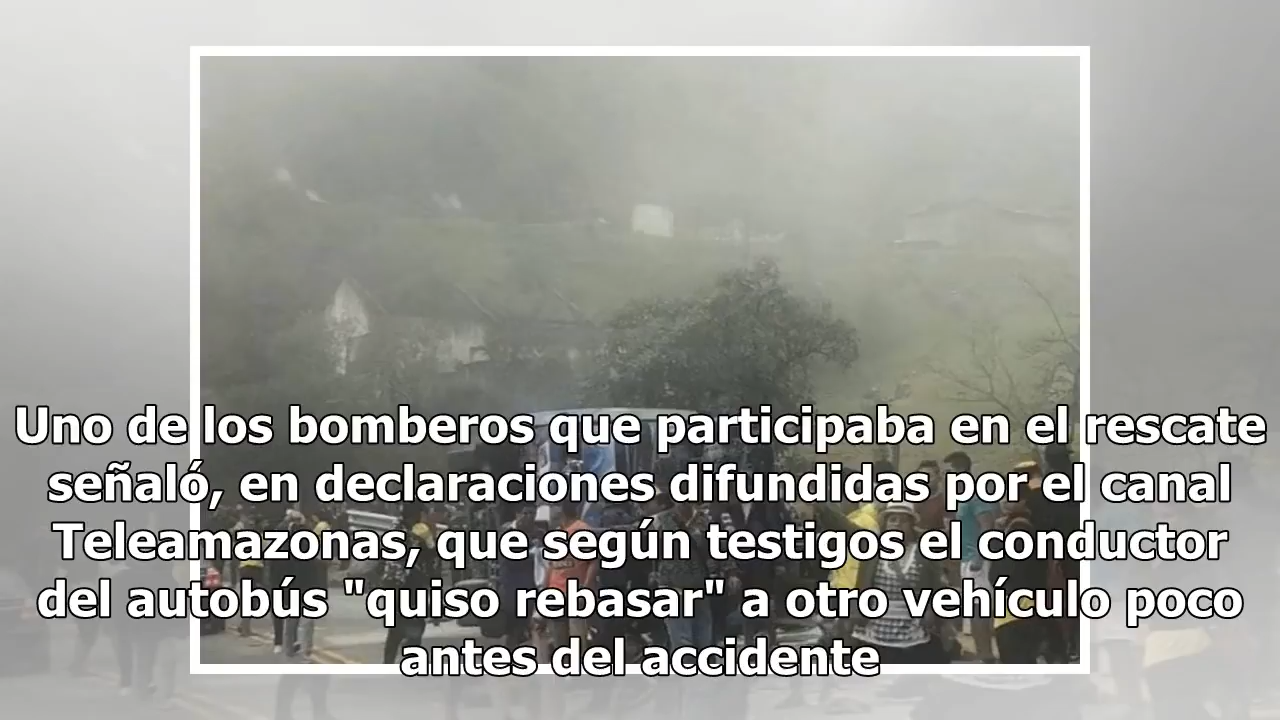 Uno de los bomberos que participaba en el rescate
señaló, en declaraciones difundidas por el canal
Teleamazonas, que según testigos el conductor
del autobús "quiso rebasar" a otro vehículo poco
antes del accidente